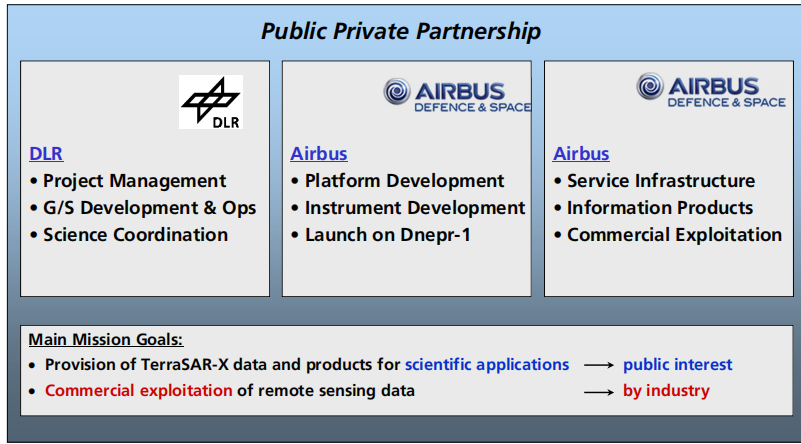 Public Private Partnership
DLR
DLR
• Project Management
• G/S Development & Ops
• Science Coordination
AIRBUS
DEFENCE & SPACE
Airbus
• Platform Development
• Instrument Development
• Launch on Dnepr-1
AIRBUS
DEFENCE & SPACE
Airbus
• Service Infrastructure
• Information Products
• Commercial Exploitation
Main Mission Goals:
• Provision of TerraSAR-X data and products for scientific applications → public interest
• Commercial exploitation of remote sensing data → by industry